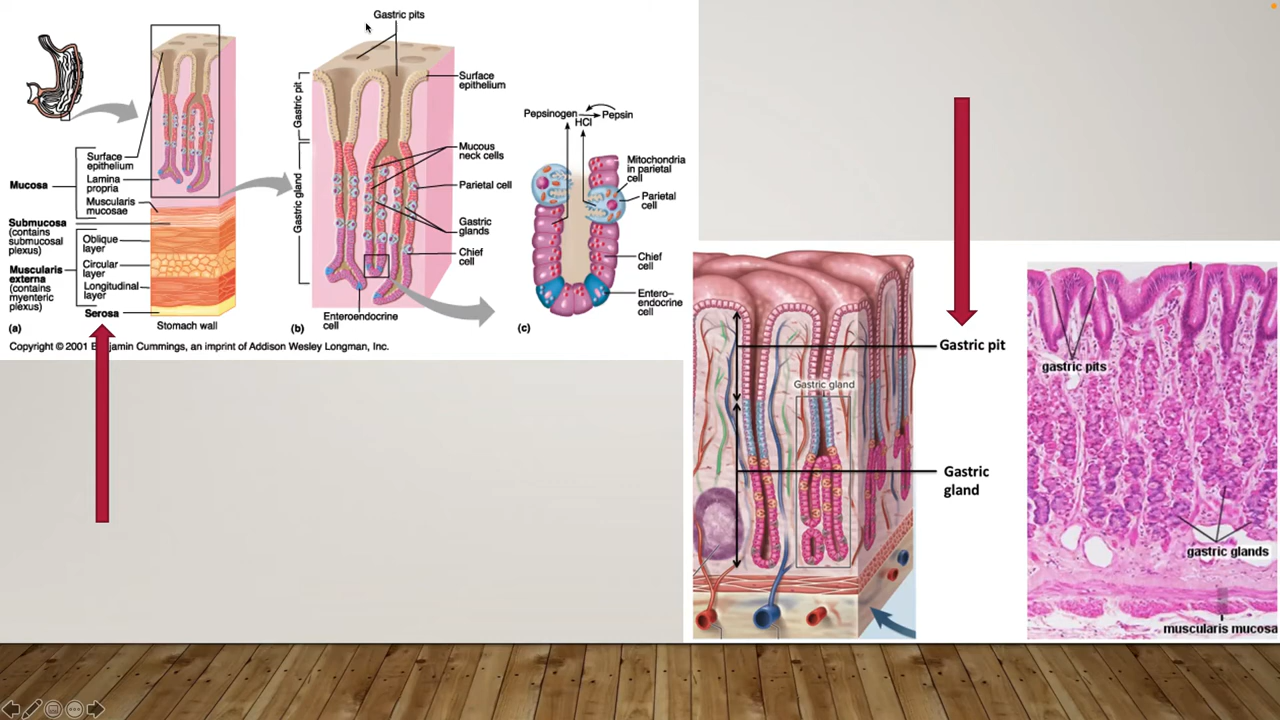 Gastric pits
Surface
epithelium
Gastric pit
Mucous
neck cells
Parietal cell
Gastric gland
Gastric
glands
Chief
cell
Enteroendocrine
cell
(b)
Surface
epithelium
Lamina
propria
Muscularis
mucosae
Mucosa
Submucosa
(contains
submucosal
plexus)
Oblique
layer
Circular
layer
Longitudinal
layer
Muscularis
externa
(contains
myenteric
plexus)
Serosa
Stomach wall
(a)
Pepsinogen
Pepsin
HCl
Mitochondria
in parietal
cell
Parietal
cell
Chief
cell
Entero–
endocrine
cell
(c)
Copyright © 2001 Benjamin Cummings, an imprint of Addison Wesley Longman, Inc.
Gastric pit
Gastric gland
Gastric
gland
gastric pits
gastric glands
muscularis mucosa